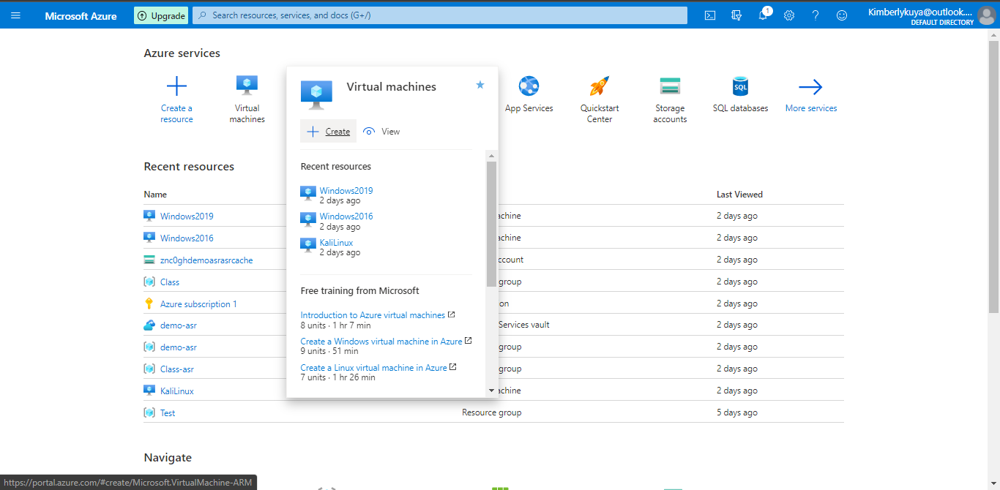 Microsoft Azure
Upgrade
Search resources, services, and docs (G+/)
1
Kimberlykuya@outlook....
DEFAULT DIRECTORY
Azure services
Create a
resource
Virtual
machines
App Services
Quickstart
Center
Storage
accounts
SQL
SQL databases
More services
Virtual machines
Create
View
Recent resources
Windows2019
2 days ago
Windows2016
2 days ago
KaliLinux
2 days ago
Free training from Microsoft
Introduction to Azure virtual machines
8 units · 1 hr 7 min
Create a Windows virtual machine in Azure
9 units · 51 min
Create a Linux virtual machine in Azure
7 units · 1 hr 26 min
Recent resources
Name Last Viewed
Windows2019 achine 2 days ago
Windows2016 achine 2 days ago
znc0ghdemoasrasrcache ccount 2 days ago
Class group 2 days ago
Azure subscription 1 on 2 days ago
demo-asr Services vault 2 days ago
demo-asr group 2 days ago
Class-asr group 2 days ago
KaliLinux achine 2 days ago
Test Resource group 5 days ago
Navigate
https://portal.azure.com/#create/Microsoft.VirtualMachine-ARM